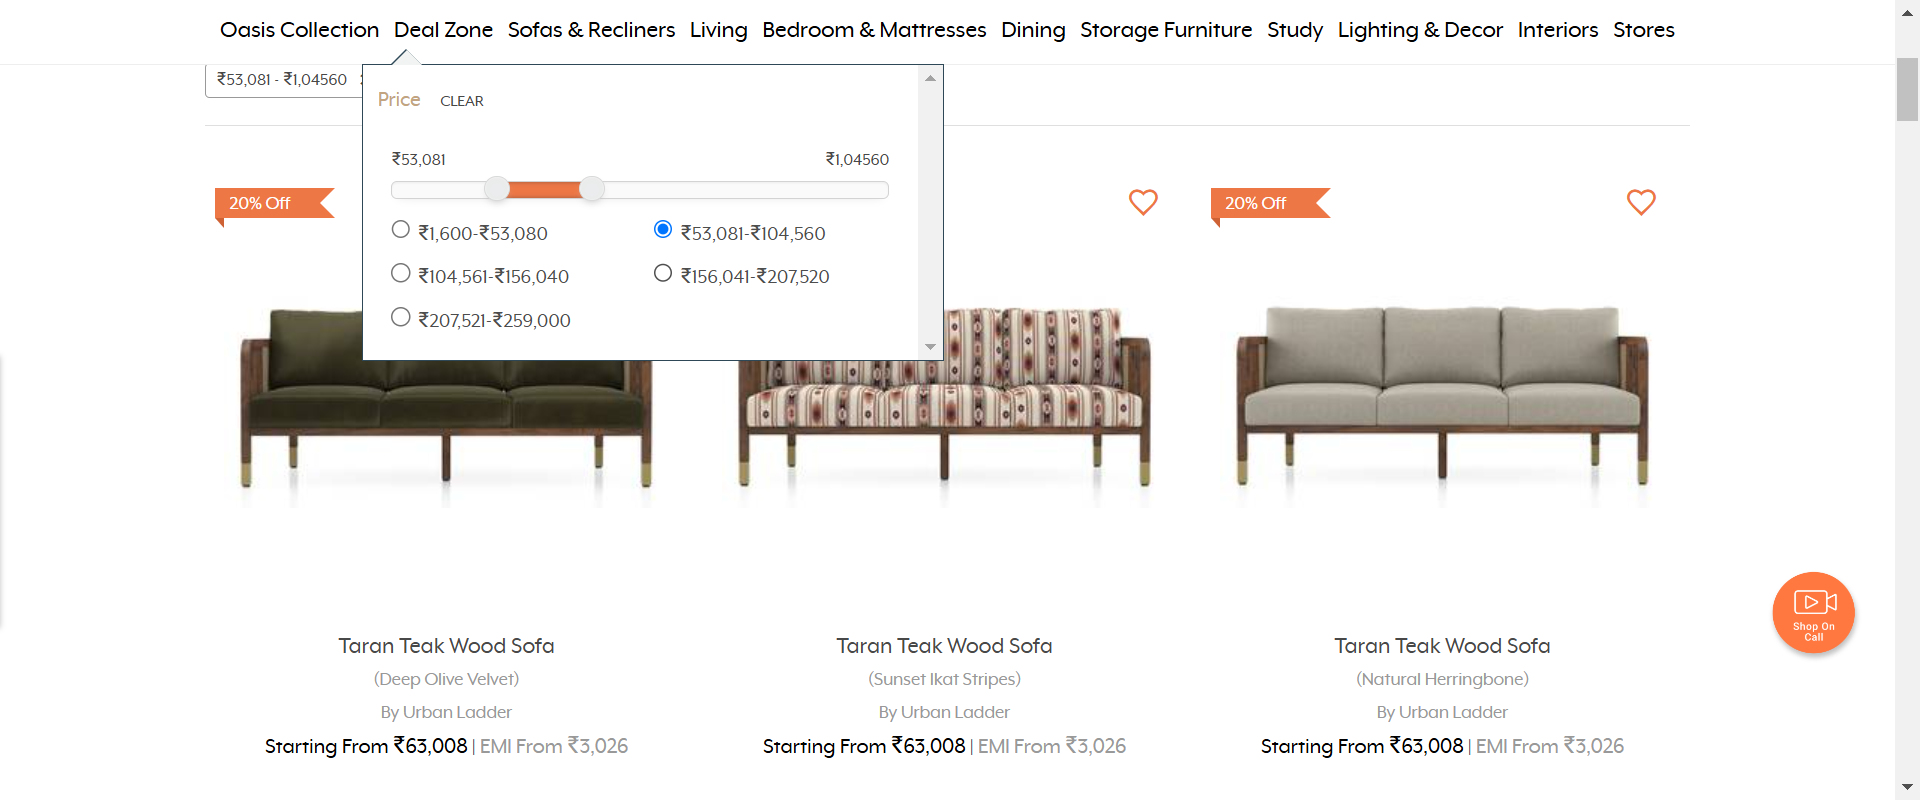 Oasis Collection Deal Zone Sofas & Recliners Living Bedroom & Mattresses Dining Storage Furniture Study Lighting & Decor Interiors Stores
₹53,081 - ₹1,04560
Price CLEAR
₹53,081 ₹1,04560
20% Off 20% Off
₹1,600-₹53,080 ₹53,081-₹104,560
₹104,561-₹156,040 ₹156,041-₹207,520
₹207,521-₹259,000
Shop On
Call
Taran Teak Wood Sofa Taran Teak Wood Sofa Taran Teak Wood Sofa
(Deep Olive Velvet) (Sunset Ikat Stripes) (Natural Herringbone)
By Urban Ladder By Urban Ladder By Urban Ladder
Starting From ₹63,008 | EMI From ₹3,026 Starting From ₹63,008 | EMI From ₹3,026 Starting From ₹63,008 | EMI From ₹3,026